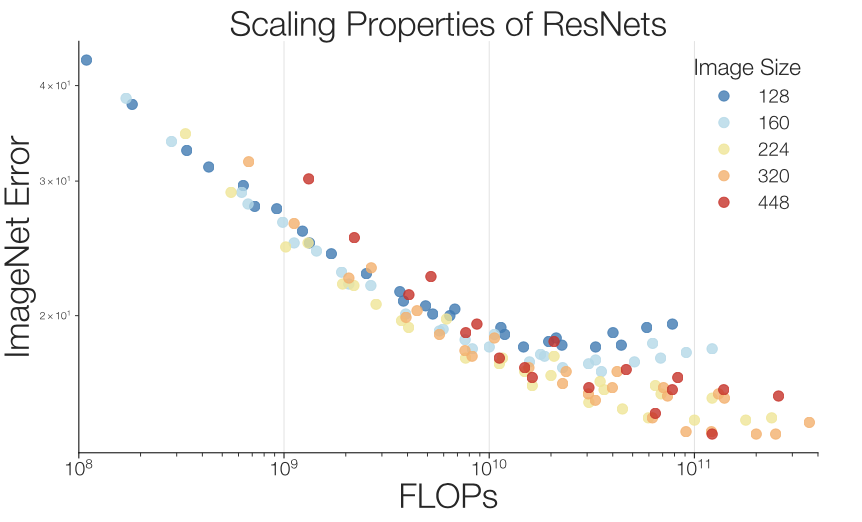 Scaling Properties of ResNets
Image Size
128
160
224
320
448
ImageNet Error
4 × 10¹
3 × 10¹
2 × 10¹
10⁸
10⁹
10¹⁰
10¹¹
FLOPs